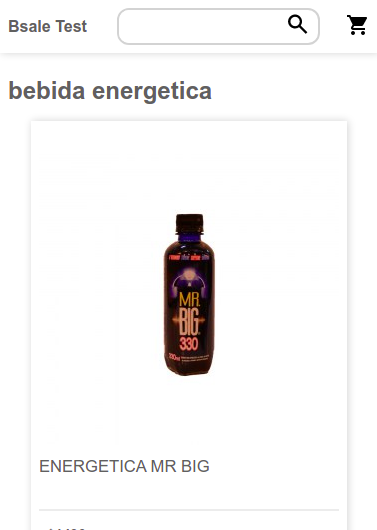 Bsale Test
bebida energetica
MR.
BIG
330
ENERGETICA MR BIG